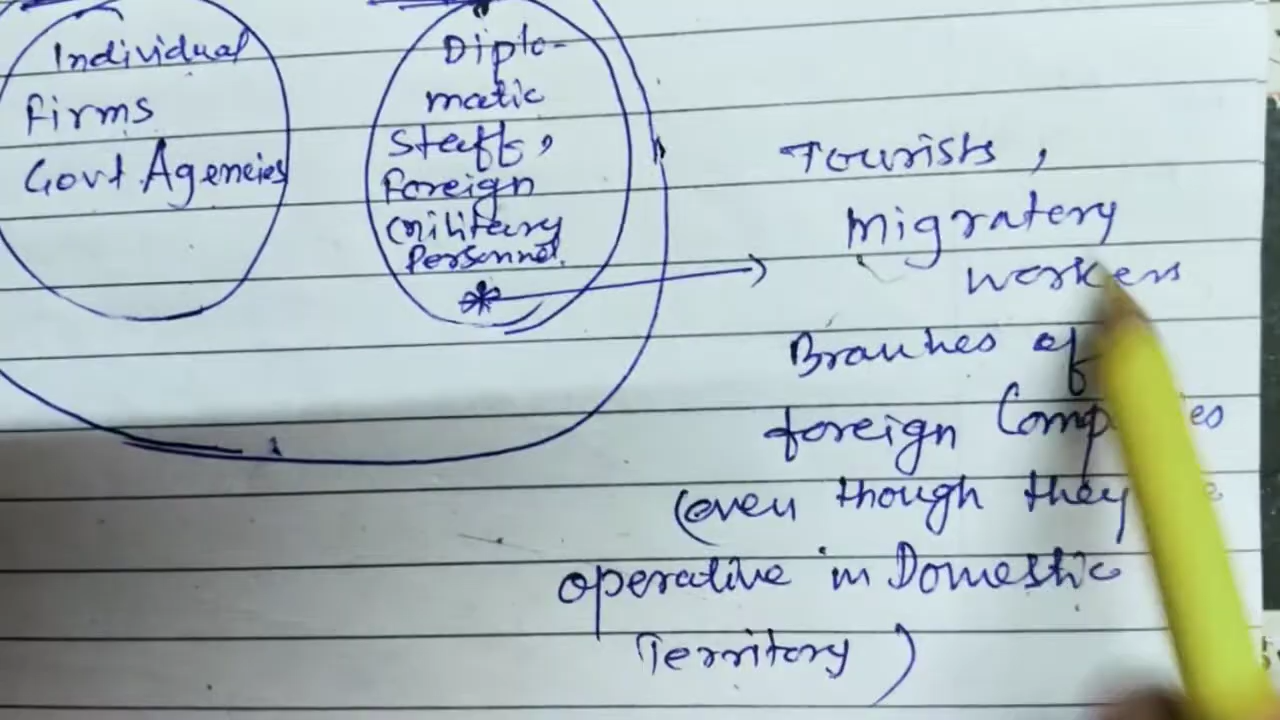 Individual
Firms
Govt Agencies
Diplo-
matic
Staffs,
Foreign
military
Personnel.
*
Tourists,
Migratory
workers
Branches of
foreign
(even though they
operative in Domestic
Territory)